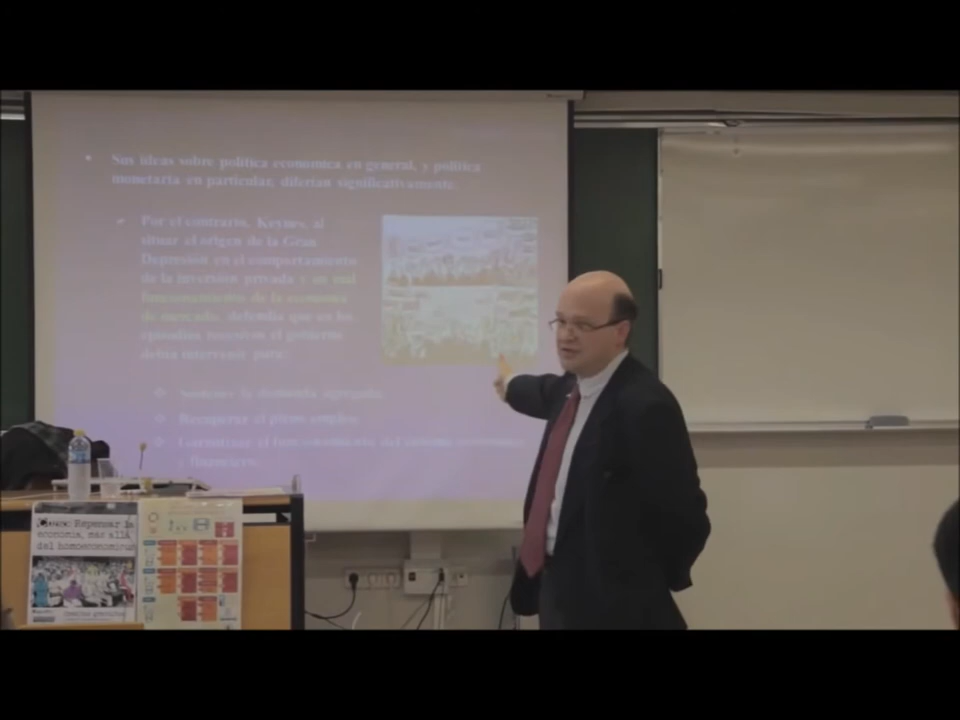 Sus ideas sobre política económica en general, y política
monetaria en particular, diferían significativamente.
Por el contrario, Keynes, al
situar el origen de la Gran
Depresión en el comportamiento
de la inversión privada y un mal
funcionamiento de la economía
de mercado, defendía que en los
episodios recesivos el gobierno
debía intervenir para:
Sostener la demanda agregada.
Recuperar el pleno empleo.
Garantizar el funcionamiento del sistema económico
y financiero.
Repensar la
economía, más allá
del homoeconomicus